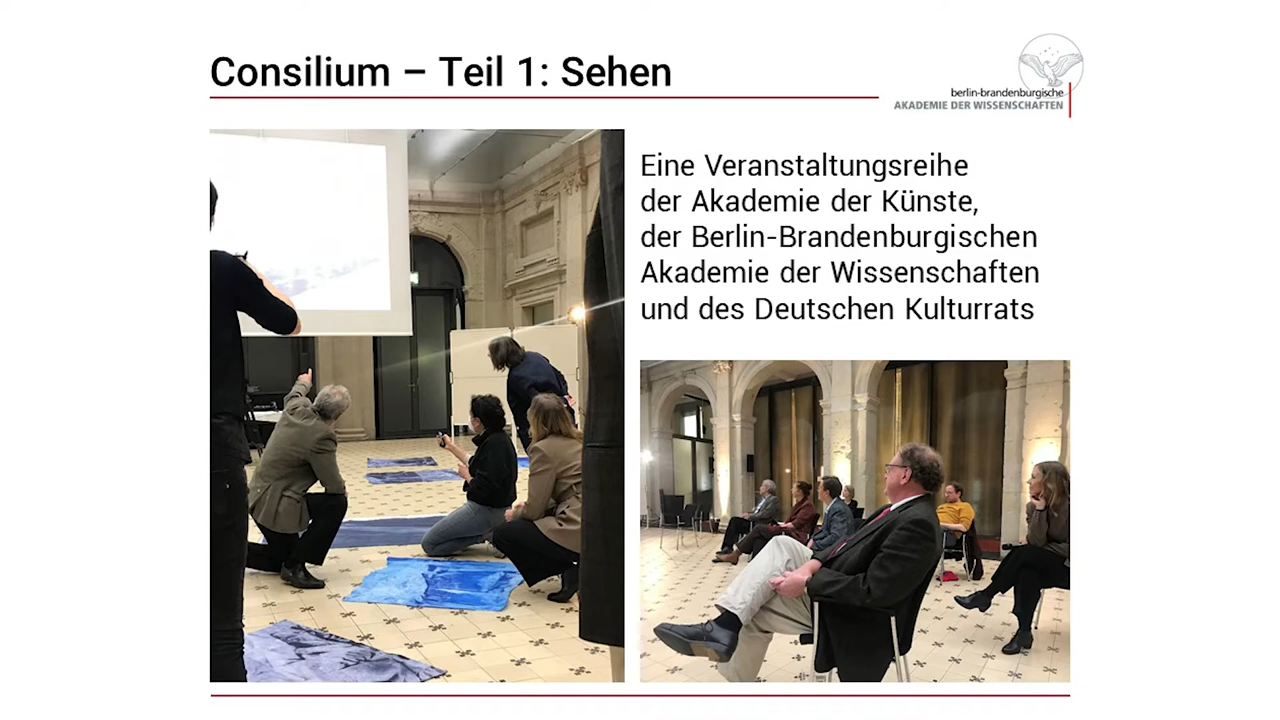 Consilium – Teil 1: Sehen
berlin-brandenburgische
AKADEMIE DER WISSENSCHAFTEN
Eine Veranstaltungsreihe
der Akademie der Künste,
der Berlin-Brandenburgischen
Akademie der Wissenschaften
und des Deutschen Kulturrats